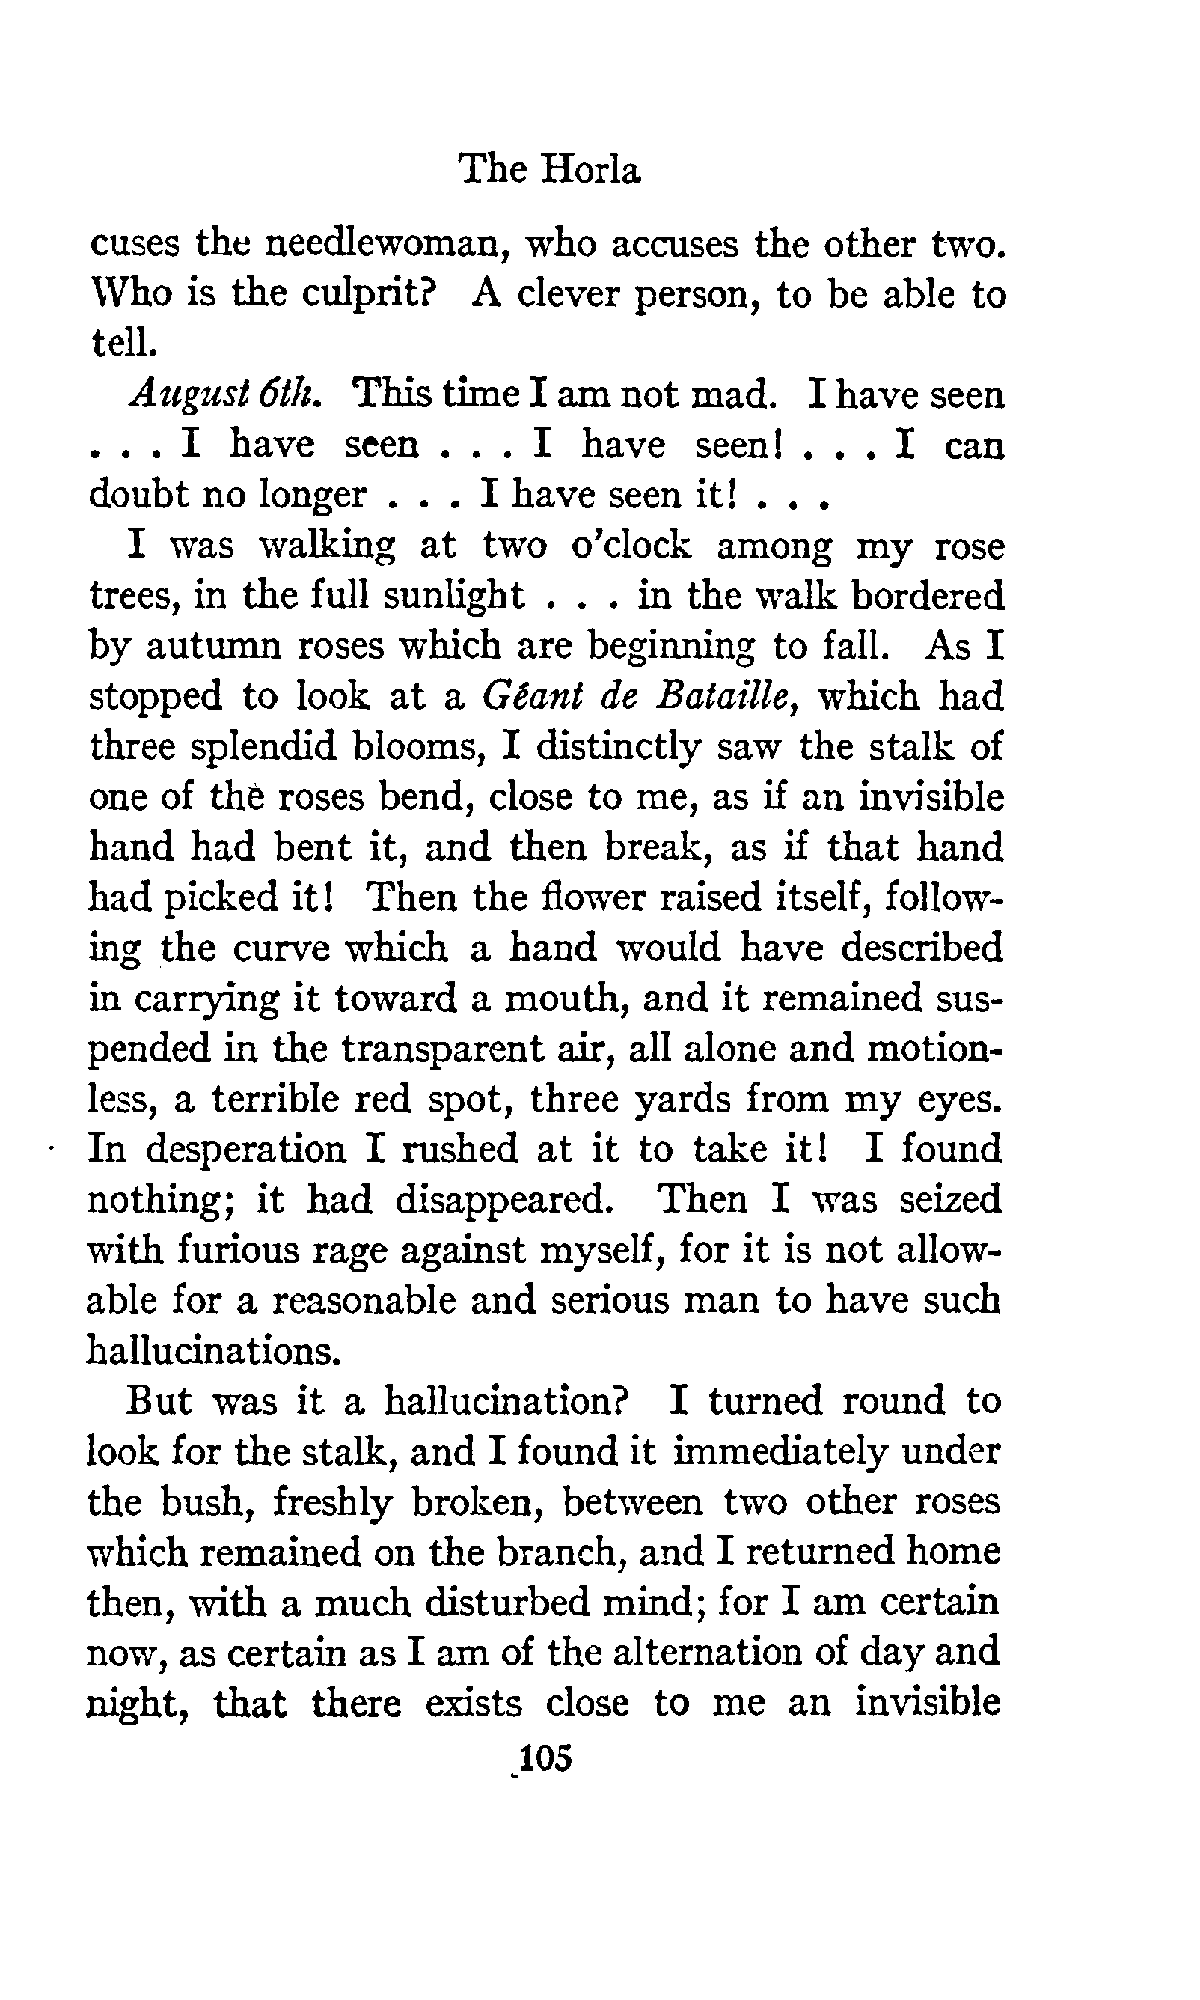 The Horla
cuses the needlewoman, who accuses the other two.
Who is the culprit? A clever person, to be able to
tell.
August 6th. This time I am not mad. I have seen
. . . I have seen . . . I have seen! . . . I can
doubt no longer . . . I have seen it! . . .
I was walking at two o'clock among my rose
trees, in the full sunlight . . . in the walk bordered
by autumn roses which are beginning to fall. As I
stopped to look at a Géant de Bataille, which had
three splendid blooms, I distinctly saw the stalk of
one of the roses bend, close to me, as if an invisible
hand had bent it, and then break, as if that hand
had picked it! Then the flower raised itself, follow-
ing the curve which a hand would have described
in carrying it toward a mouth, and it remained sus-
pended in the transparent air, all alone and motion-
less, a terrible red spot, three yards from my eyes.
In desperation I rushed at it to take it! I found
nothing; it had disappeared. Then I was seized
with furious rage against myself, for it is not allow-
able for a reasonable and serious man to have such
hallucinations.
But was it a hallucination? I turned round to
look for the stalk, and I found it immediately under
the bush, freshly broken, between two other roses
which remained on the branch, and I returned home
then, with a much disturbed mind; for I am certain
now, as certain as I am of the alternation of day and
night, that there exists close to me an invisible
105